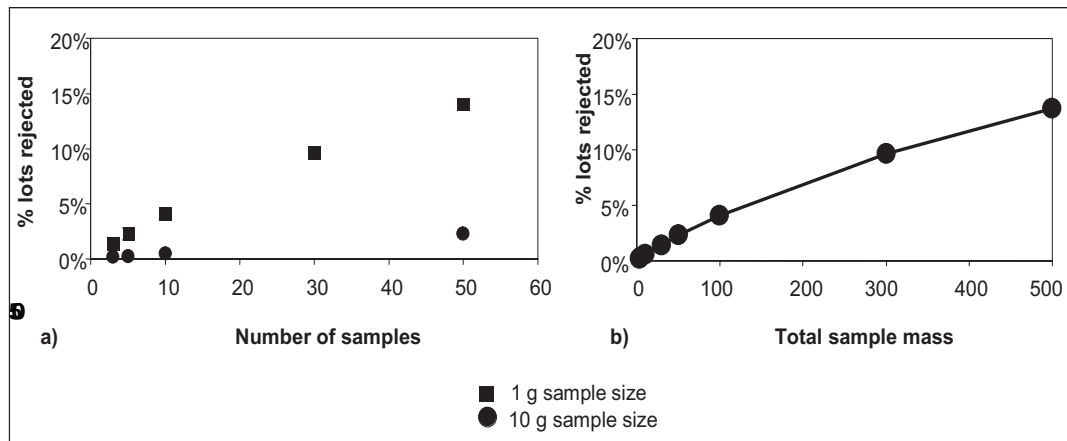 20%
15%
10%
5%
0%
% lots rejected
0 10 20 30 40 50 60
a) Number of samples
20%
15%
10%
5%
0%
% lots rejected
0 100 200 300 400 500
b) Total sample mass
1 g sample size
10 g sample size